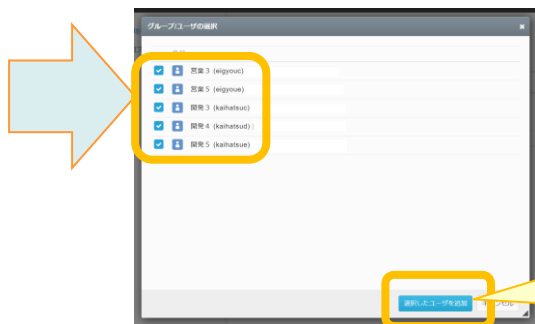 グループ/ユーザの選択
営業3 (eigyouc)
営業5 (eigyoue)
開発3 (kaihatsuc)
開発4 (kaihatsud)
開発5 (kaihatsue)
選択したユーザを追加